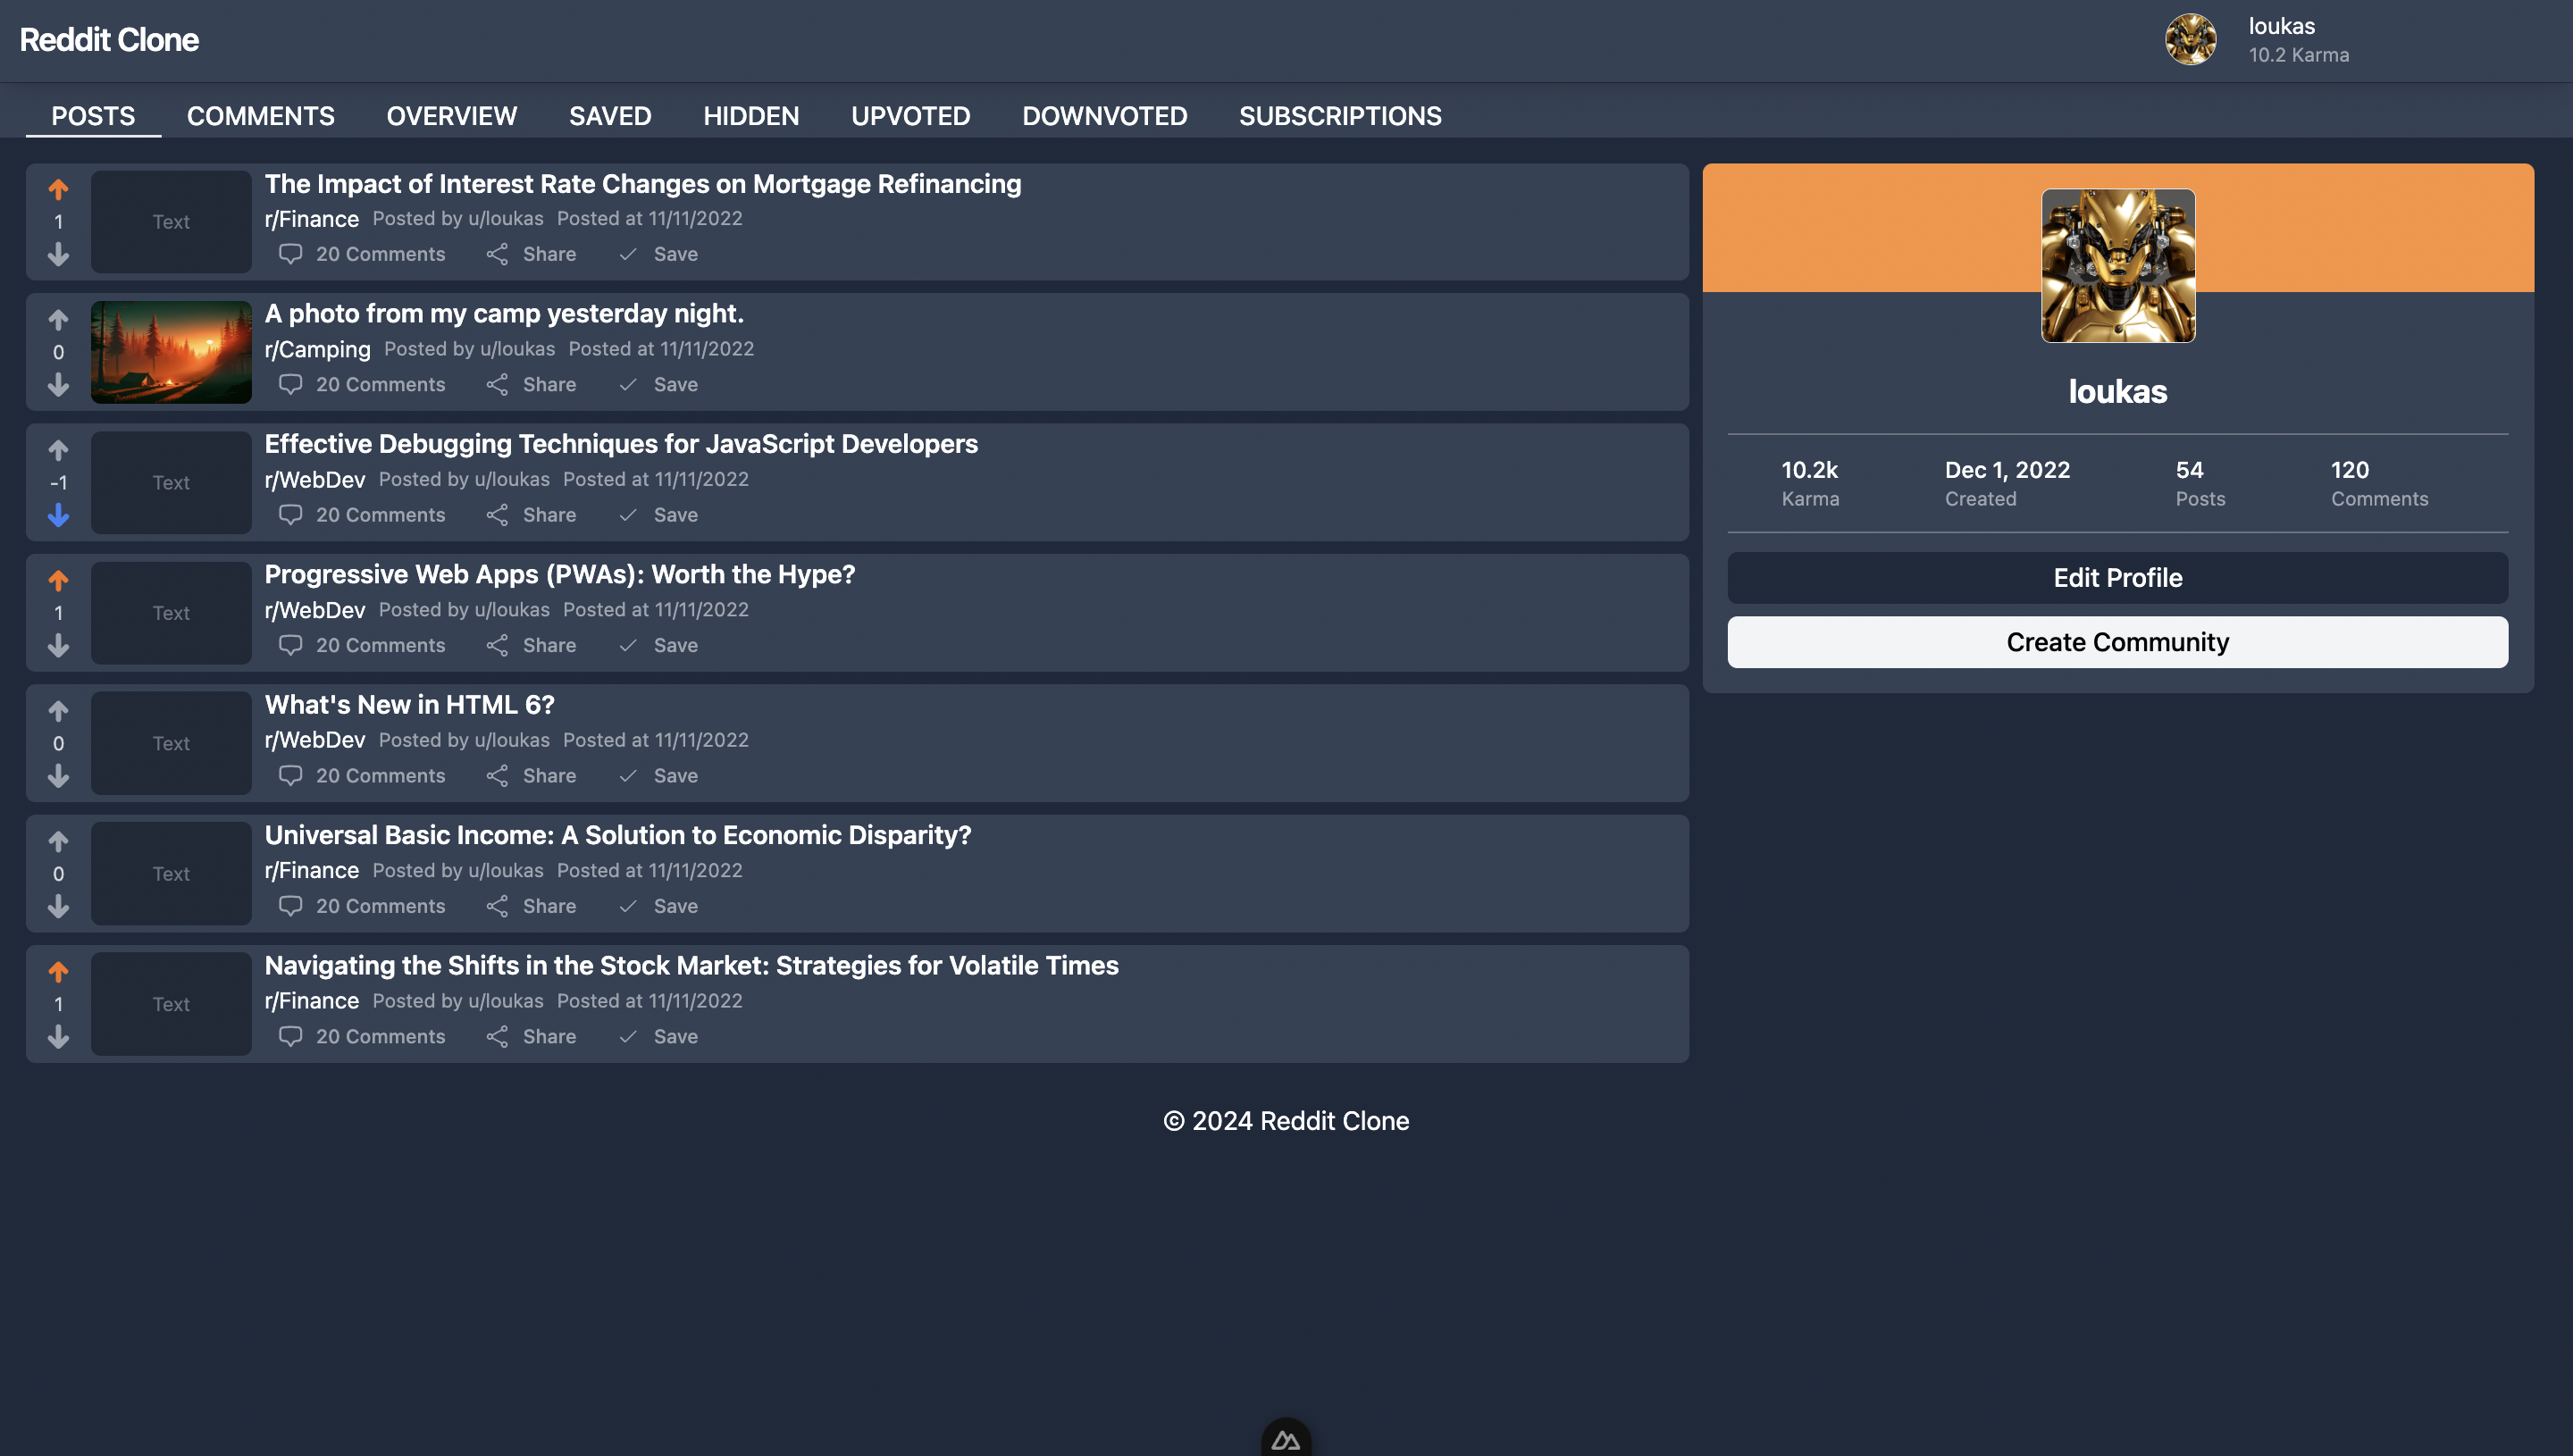 Reddit Clone
loukas
10.2 Karma
POSTS COMMENTS OVERVIEW SAVED HIDDEN UPVOTED DOWNVOTED SUBSCRIPTIONS
1
Text
The Impact of Interest Rate Changes on Mortgage Refinancing
r/Finance Posted by u/loukas Posted at 11/11/2022
20 Comments Share Save
0
A photo from my camp yesterday night.
r/Camping Posted by u/loukas Posted at 11/11/2022
20 Comments Share Save
-1
Text
Effective Debugging Techniques for JavaScript Developers
r/WebDev Posted by u/loukas Posted at 11/11/2022
20 Comments Share Save
1
Text
Progressive Web Apps (PWAs): Worth the Hype?
r/WebDev Posted by u/loukas Posted at 11/11/2022
20 Comments Share Save
0
Text
What's New in HTML 6?
r/WebDev Posted by u/loukas Posted at 11/11/2022
20 Comments Share Save
0
Text
Universal Basic Income: A Solution to Economic Disparity?
r/Finance Posted by u/loukas Posted at 11/11/2022
20 Comments Share Save
1
Text
Navigating the Shifts in the Stock Market: Strategies for Volatile Times
r/Finance Posted by u/loukas Posted at 11/11/2022
20 Comments Share Save
loukas
10.2k Dec 1, 2022 54 120
Karma Created Posts Comments
Edit Profile
Create Community
© 2024 Reddit Clone